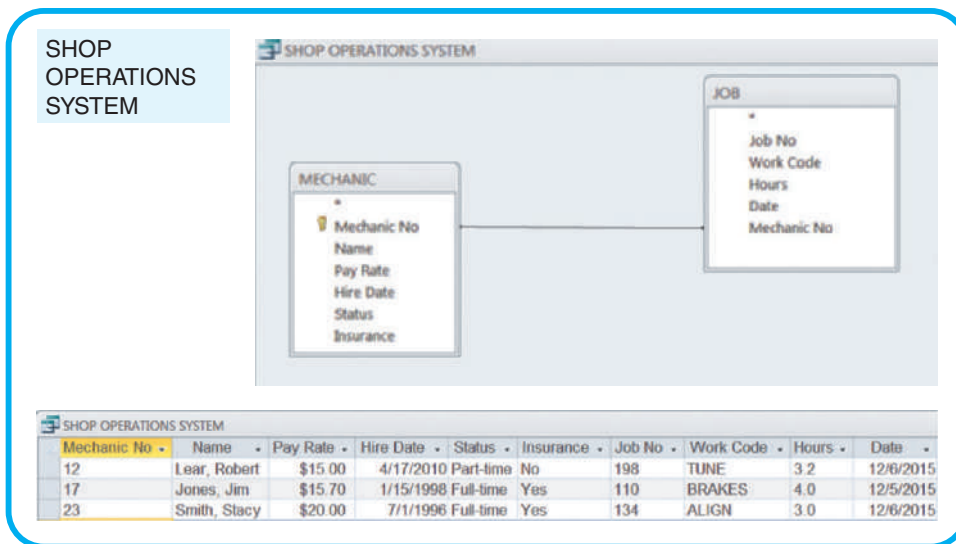 SHOP
OPERATIONS
SYSTEM
SHOP OPERATIONS SYSTEM
JOB
*
Job No
Work Code
Hours
Date
Mechanic No
MECHANIC
*
Mechanic No
Name
Pay Rate
Hire Date
Status
Insurance
SHOP OPERATIONS SYSTEM
Mechanic No Name Pay Rate Hire Date Status Insurance Job No Work Code Hours Date
12 Lear, Robert $15.00 4/17/2010 Part-time No 198 TUNE 3.2 12/6/2015
17 Jones, Jim $15.70 1/15/1998 Full-time Yes 110 BRAKES 4.0 12/5/2015
23 Smith, Stacy $20.00 7/1/1996 Full-time Yes 134 ALIGN 3.0 12/6/2015